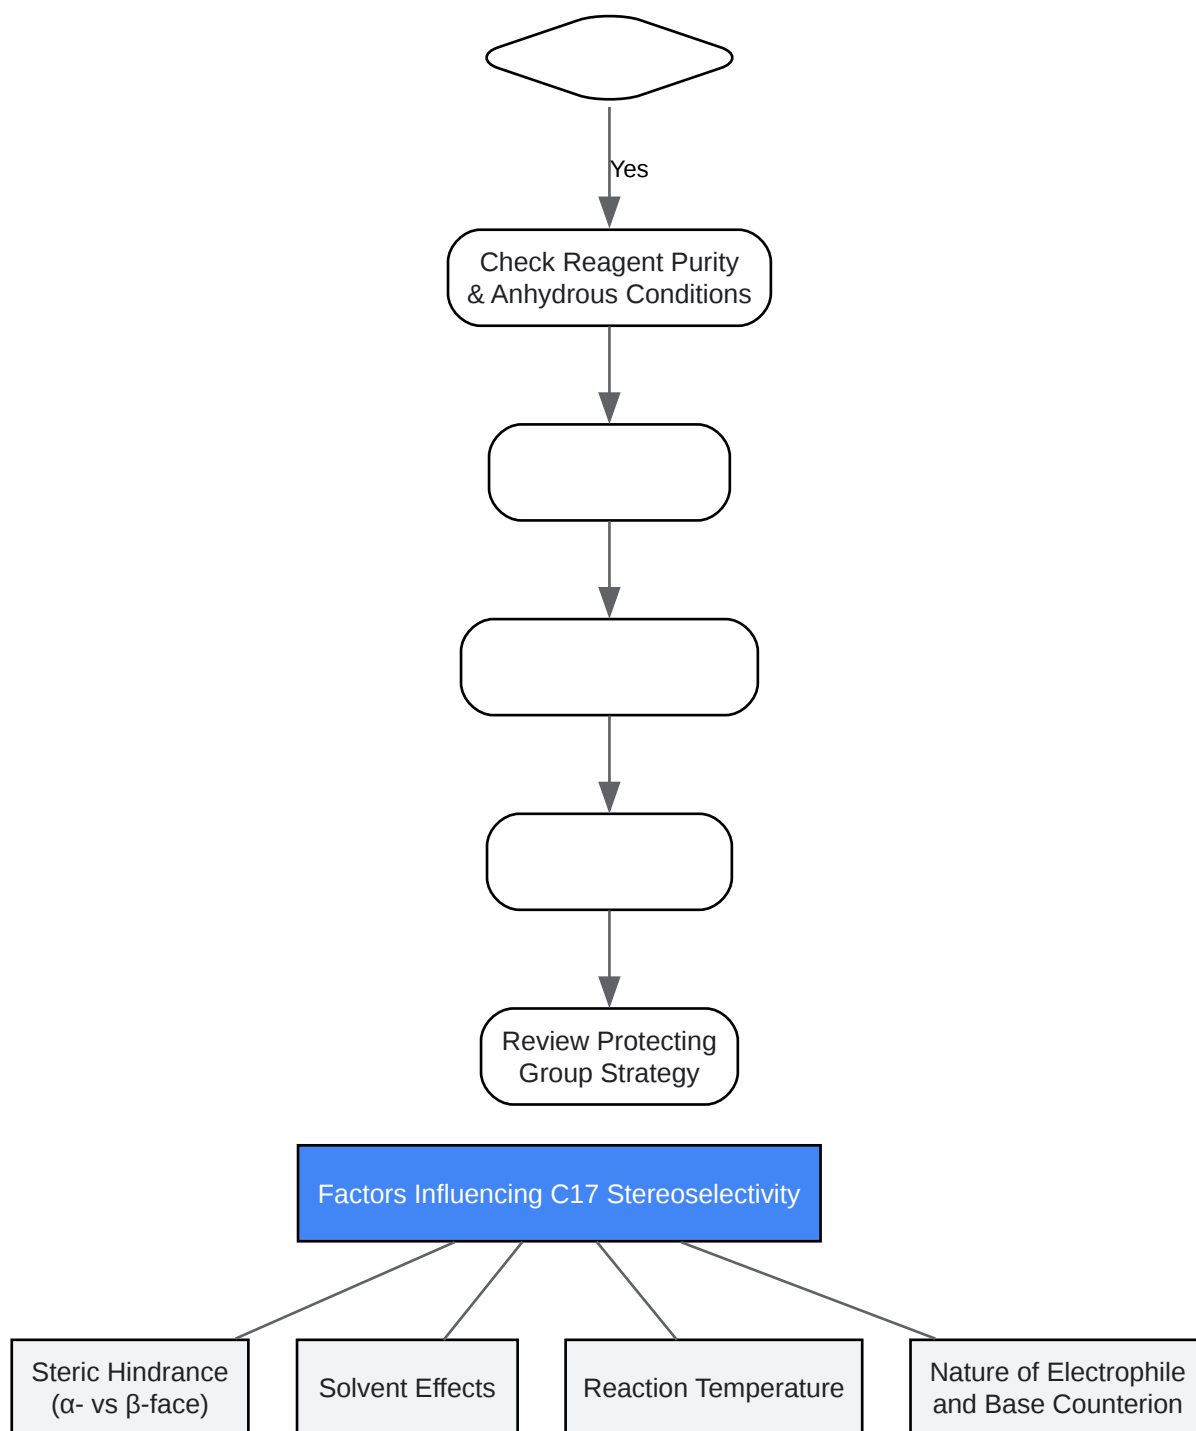 Yes
Check Reagent Purity
& Anhydrous Conditions
Review Protecting
Group Strategy
Factors Influencing C17 Stereoselectivity
Steric Hindrance
(α- vs β-face)
Solvent Effects
Reaction Temperature
Nature of Electrophile
and Base Counterion